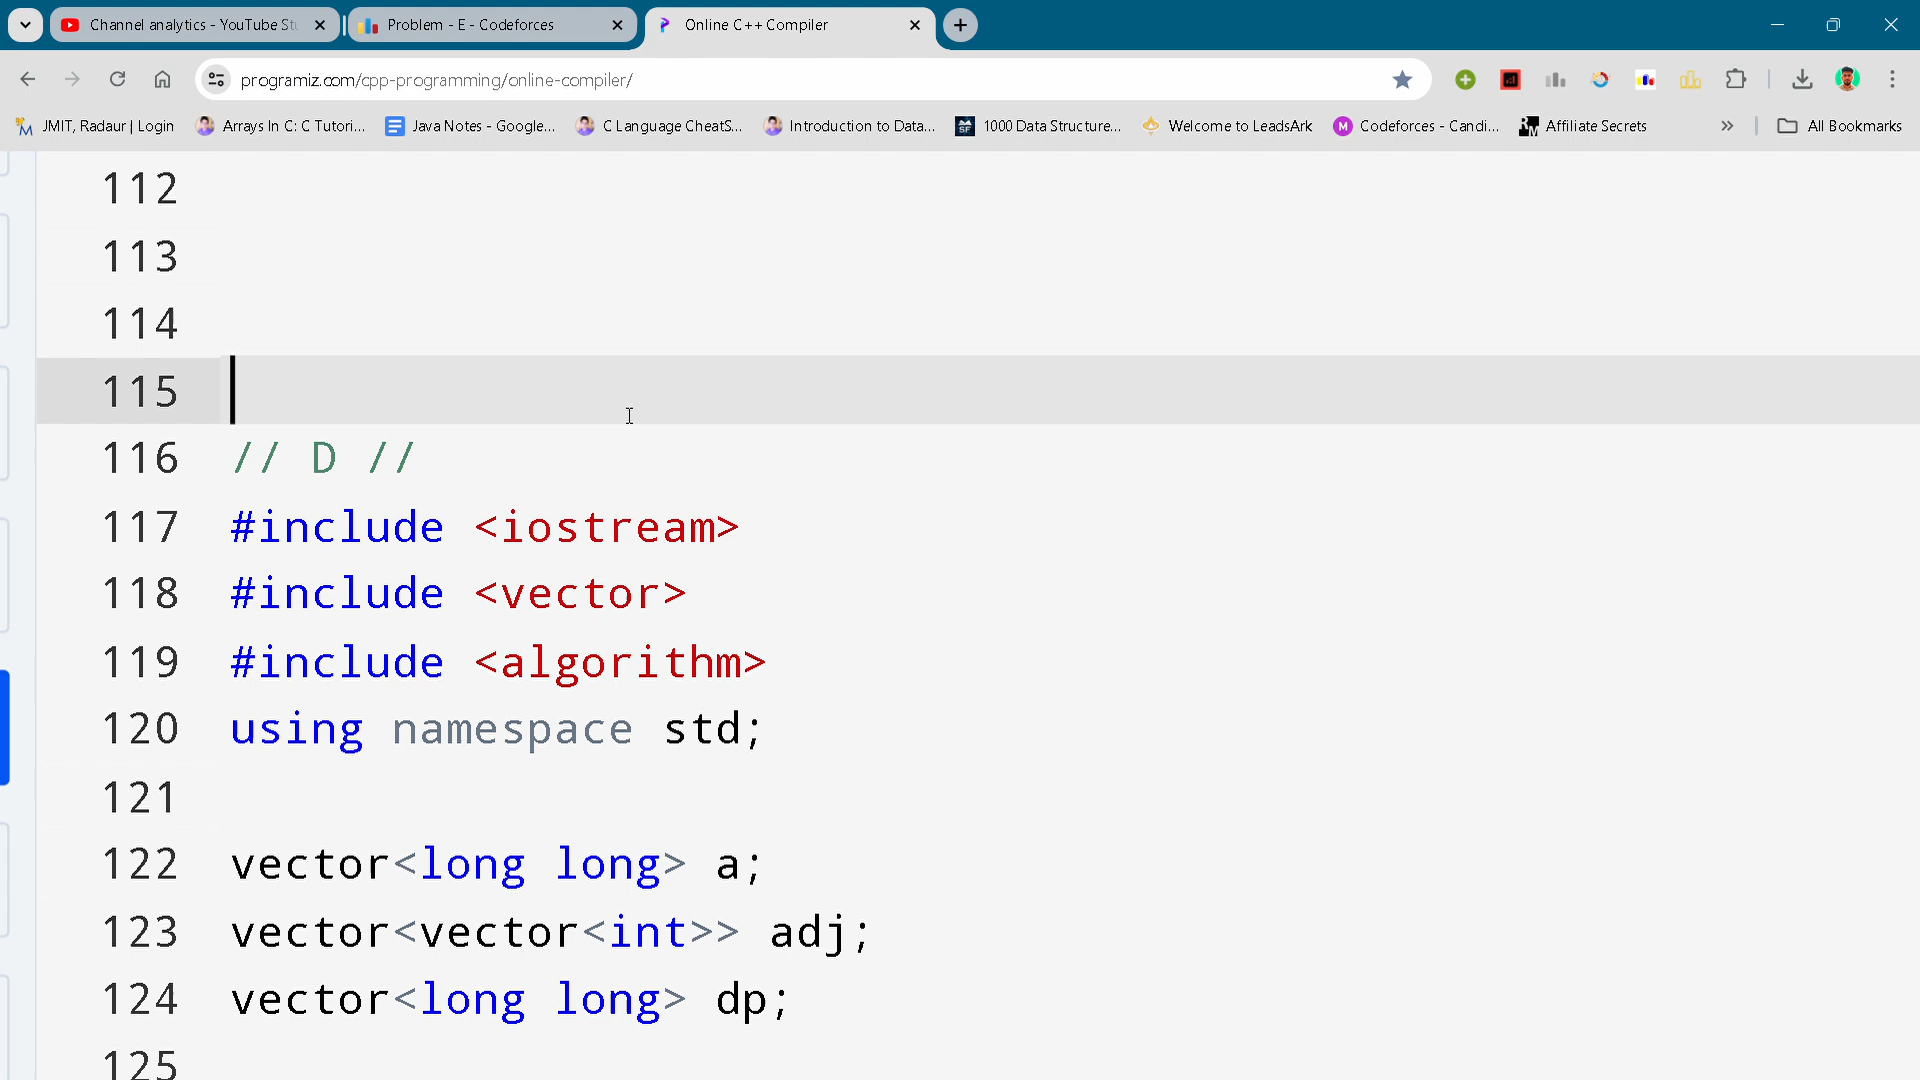 Channel analytics - YouTube St
Problem - E - Codeforces
Online C++ Compiler
programiz.com/cpp-programming/online-compiler/
JMIT, Radaur | Login
Arrays In C: C Tutori...
Java Notes - Google...
C Language CheatS...
Introduction to Data...
1000 Data Structure...
Welcome to LeadsArk
Codeforces - Candi...
Affiliate Secrets
All Bookmarks
112
113
114
115
116 // D //
117 #include <iostream>
118 #include <vector>
119 #include <algorithm>
120 using namespace std;
121
122 vector<long long> a;
123 vector<vector<int>> adj;
124 vector<long long> dp;
125